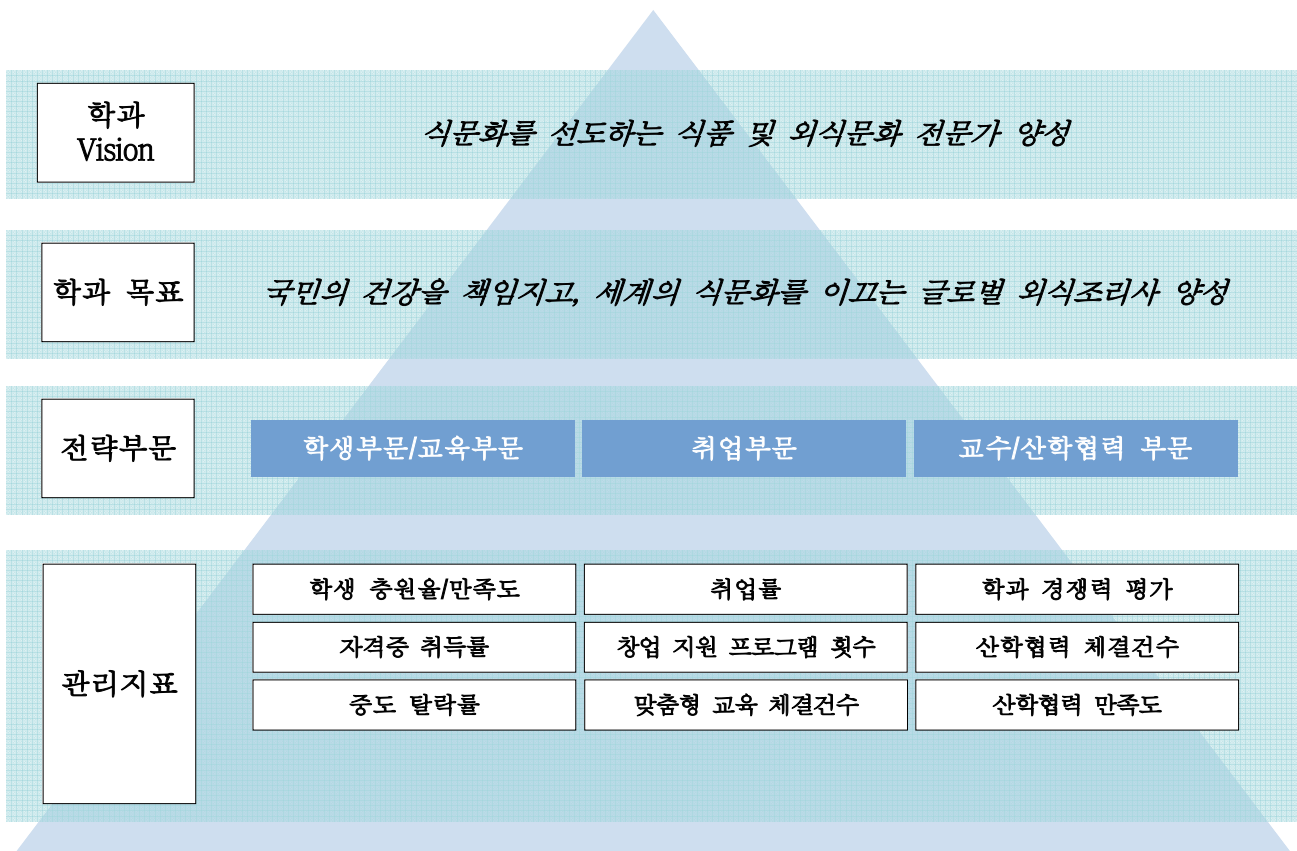 학과
Vision
식문화를 선도하는 식품 및 외식문화 전문가 양성
학과 목표
국민의 건강을 책임지고, 세계의 식문화를 이끄는 글로벌 외식조리사 양성
전략부문
학생부문/교육부문
취업부문
교수/산학협력 부문
관리지표
학생 충원율/만족도
취업률
학과 경쟁력 평가
자격증 취득률
창업 지원 프로그램 횟수
산학협력 체결건수
중도 탈락률
맞춤형 교육 체결건수
산학협력 만족도